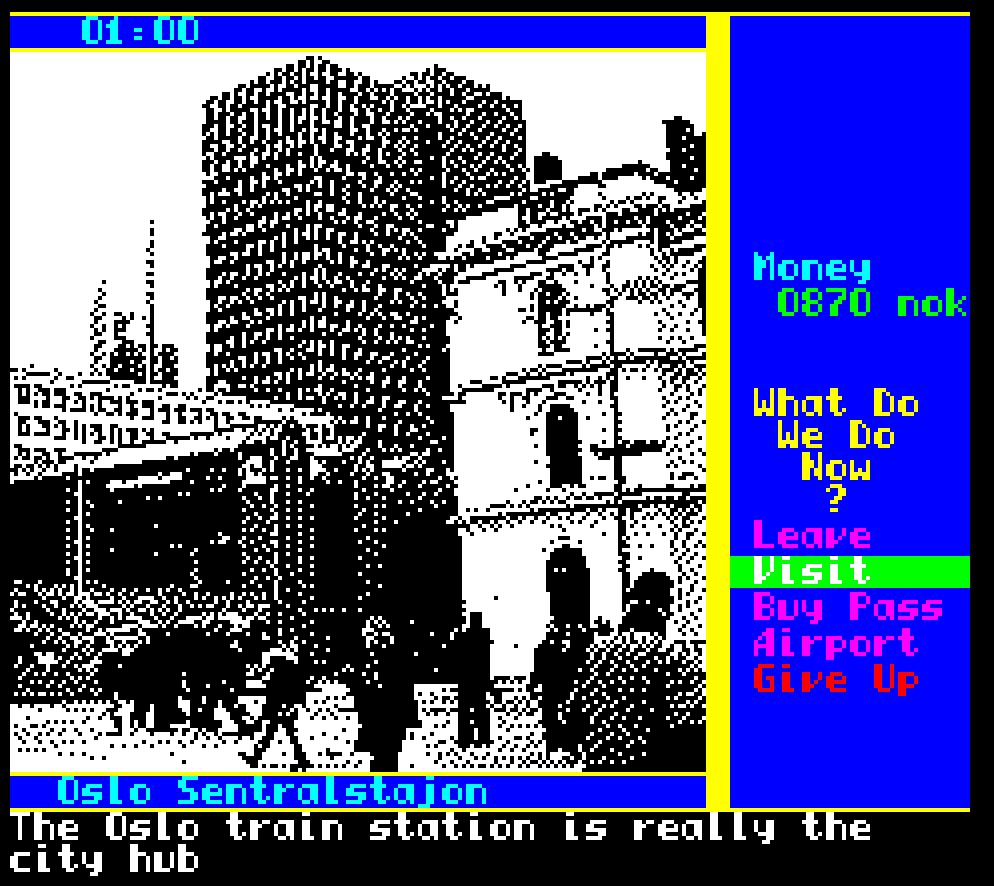 01:00
Money
0870 nok
What Do
We Do
Now
?
Leave
Visit
Buy Pass
Airport
Give Up
Oslo Sentralstajon
The Oslo train station is really the
city hub